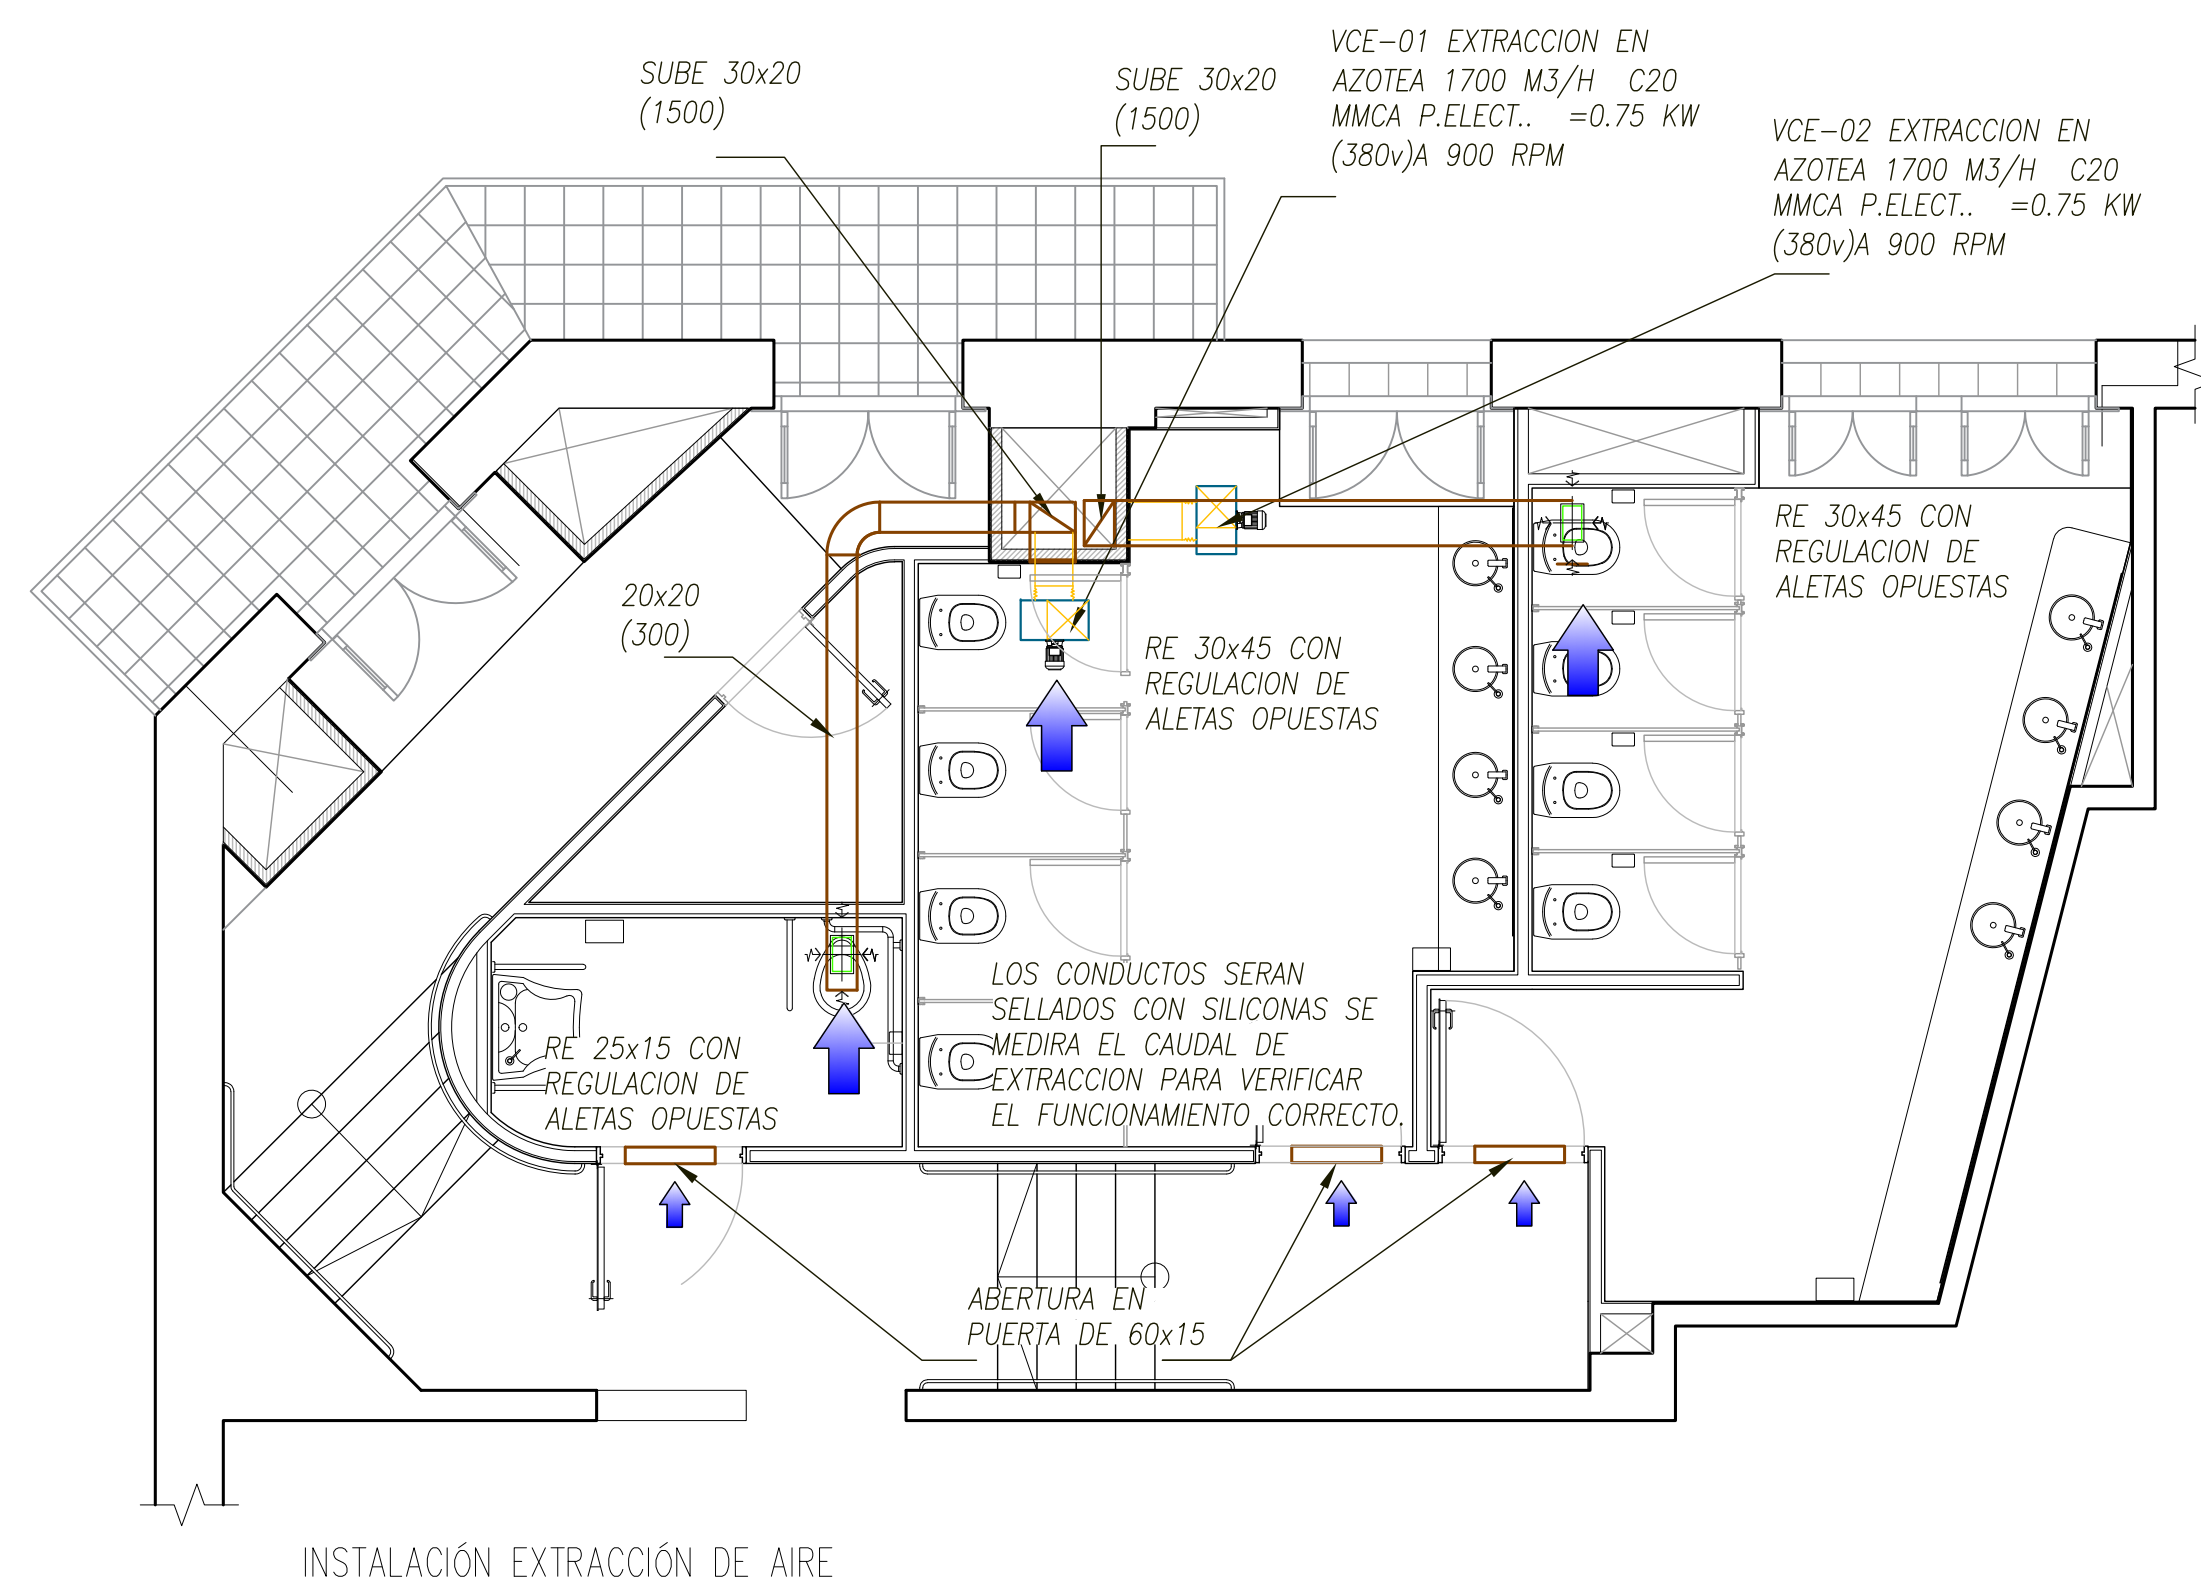 SUBE 30x20
(1500)
SUBE 30x20
(1500)
VCE-01 EXTRACCION EN
AZOTEA 1700 M3/H C20
MMCA P.ELECT.. =0.75 KW
(380v)A 900 RPM
VCE-02 EXTRACCION EN
AZOTEA 1700 M3/H C20
MMCA P.ELECT.. =0.75 KW
(380v)A 900 RPM
RE 30x45 CON
REGULACION DE
ALETAS OPUESTAS
20x20
(300)
RE 30x45 CON
REGULACION DE
ALETAS OPUESTAS
LOS CONDUCTOS SERAN
SELLADOS CON SILICONAS SE
MEDIRA EL CAUDAL DE
EXTRACCION PARA VERIFICAR
EL FUNCIONAMIENTO CORRECTO.
RE 25x15 CON
REGULACION DE
ALETAS OPUESTAS
ABERTURA EN
PUERTA DE 60x15
INSTALACIÓN EXTRACCIÓN DE AIRE